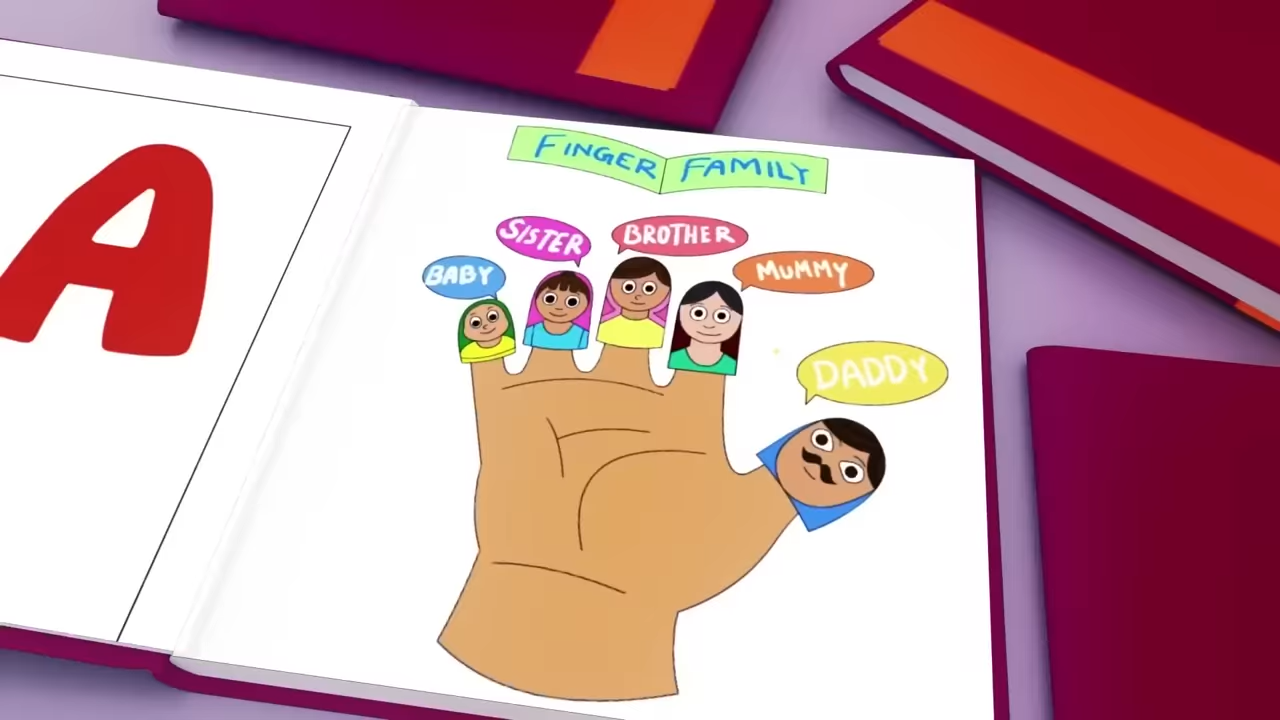 A
FINGER FAMILY
SISTER
BROTHER
BABY
MUMMY
DADDY